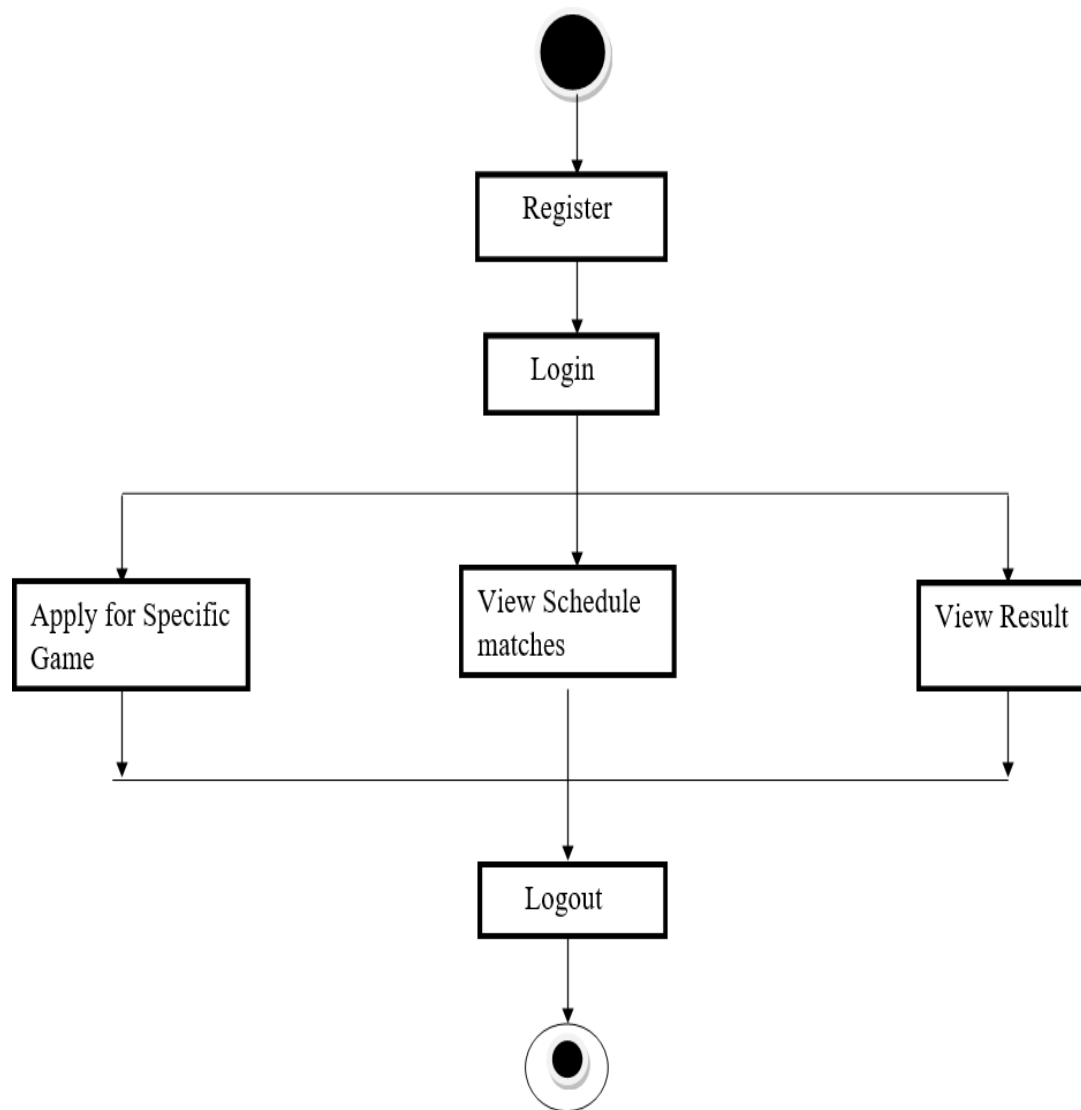 Register
Login
Apply for Specific
Game
View Schedule
matches
View Result
Logout